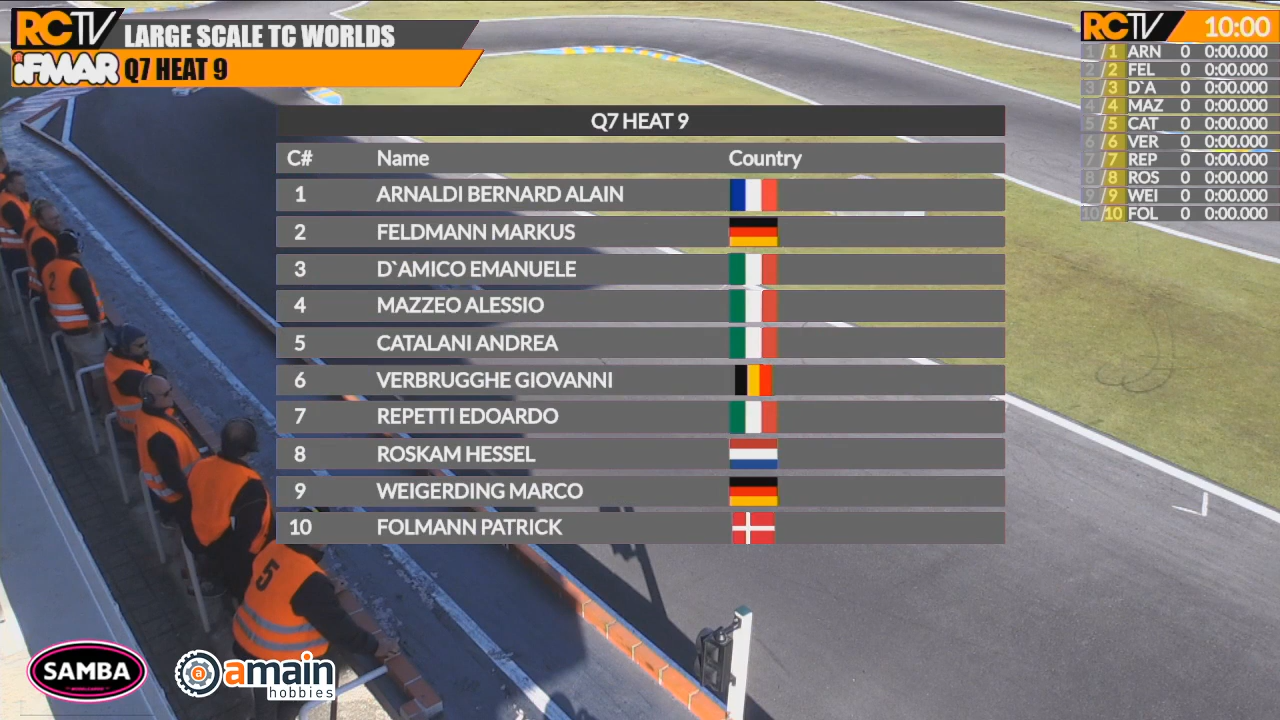 RCTV LARGE SCALE TC WORLDS
iFMAR Q7 HEAT 9
RCTV 10:00
1/1 ARN 0 0:00.000
2/2 FEL 0 0:00.000
3/3 D`A 0 0:00.000
4/4 MAZ 0 0:00.000
5/5 CAT 0 0:00.000
6/6 VER 0 0:00.000
7/7 REP 0 0:00.000
8/8 ROS 0 0:00.000
9/9 WEI 0 0:00.000
10/10 FOL 0 0:00.000
Q7 HEAT 9
C# Name Country
1 ARNALDI BERNARD ALAIN
2 FELDMANN MARKUS
3 D`AMICO EMANUELE
4 MAZZEO ALESSIO
5 CATALANI ANDREA
6 VERBRUGGHE GIOVANNI
7 REPETTI EDOARDO
8 ROSKAM HESSEL
9 WEIGERDING MARCO
10 FOLMANN PATRICK
2
5
SAMBA
a amain
hobbies